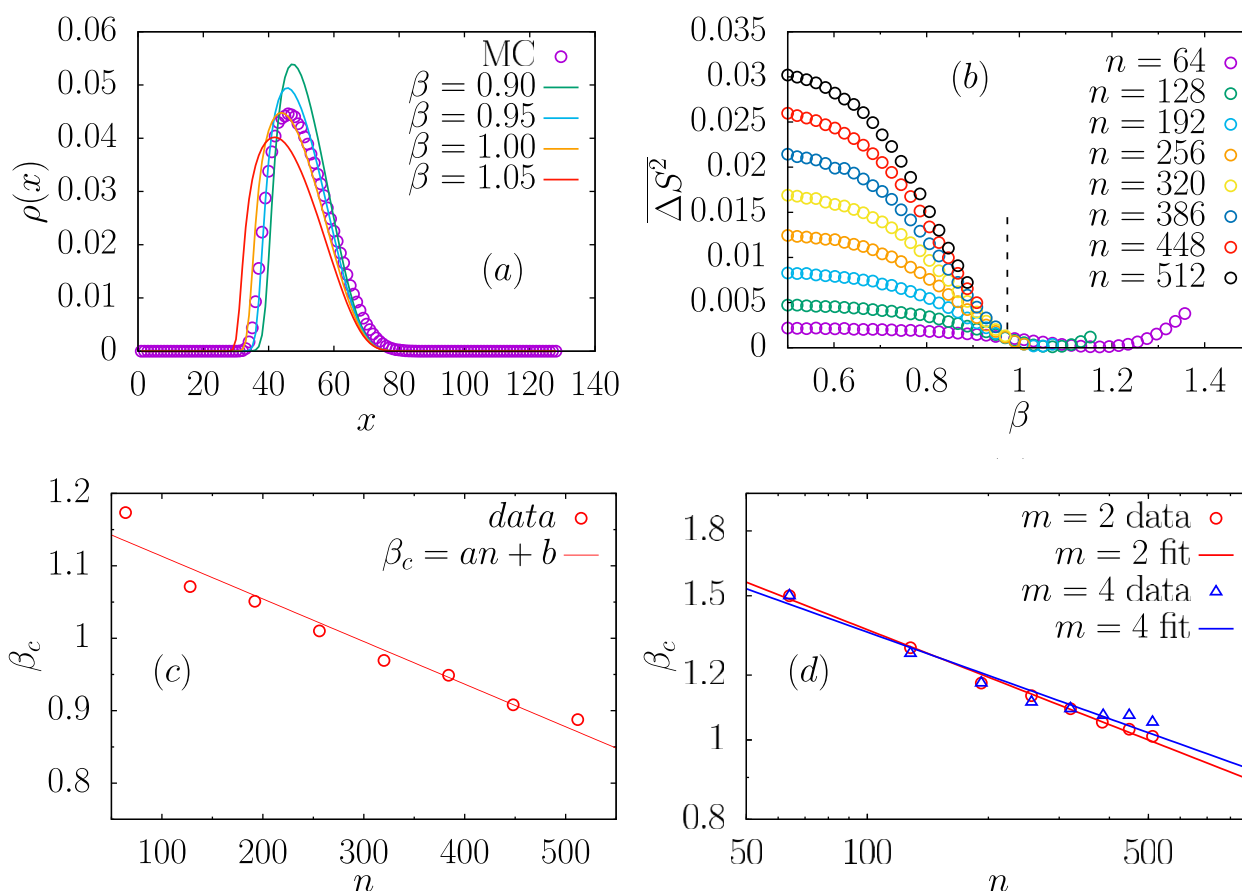 0.06
0.05
0.04
0.03
0.02
0.01
0
ρ(x)
0 20 40 60 80 100 120 140
x
MC
β = 0.90
β = 0.95
β = 1.00
β = 1.05
(a)
0.035
0.03
0.025
0.02
0.015
0.01
0.005
0
ΔS²
0.6 0.8 1 1.2 1.4
β
(b)
n = 64
n = 128
n = 192
n = 256
n = 320
n = 386
n = 448
n = 512
1.2
1.1
1
0.9
0.8
β_c
100 200 300 400 500
n
data
β_c = an + b
(c)
1.8
1.5
1.2
1
0.8
β_c
50 100 500
n
m = 2 data
m = 2 fit
m = 4 data
m = 4 fit
(d)